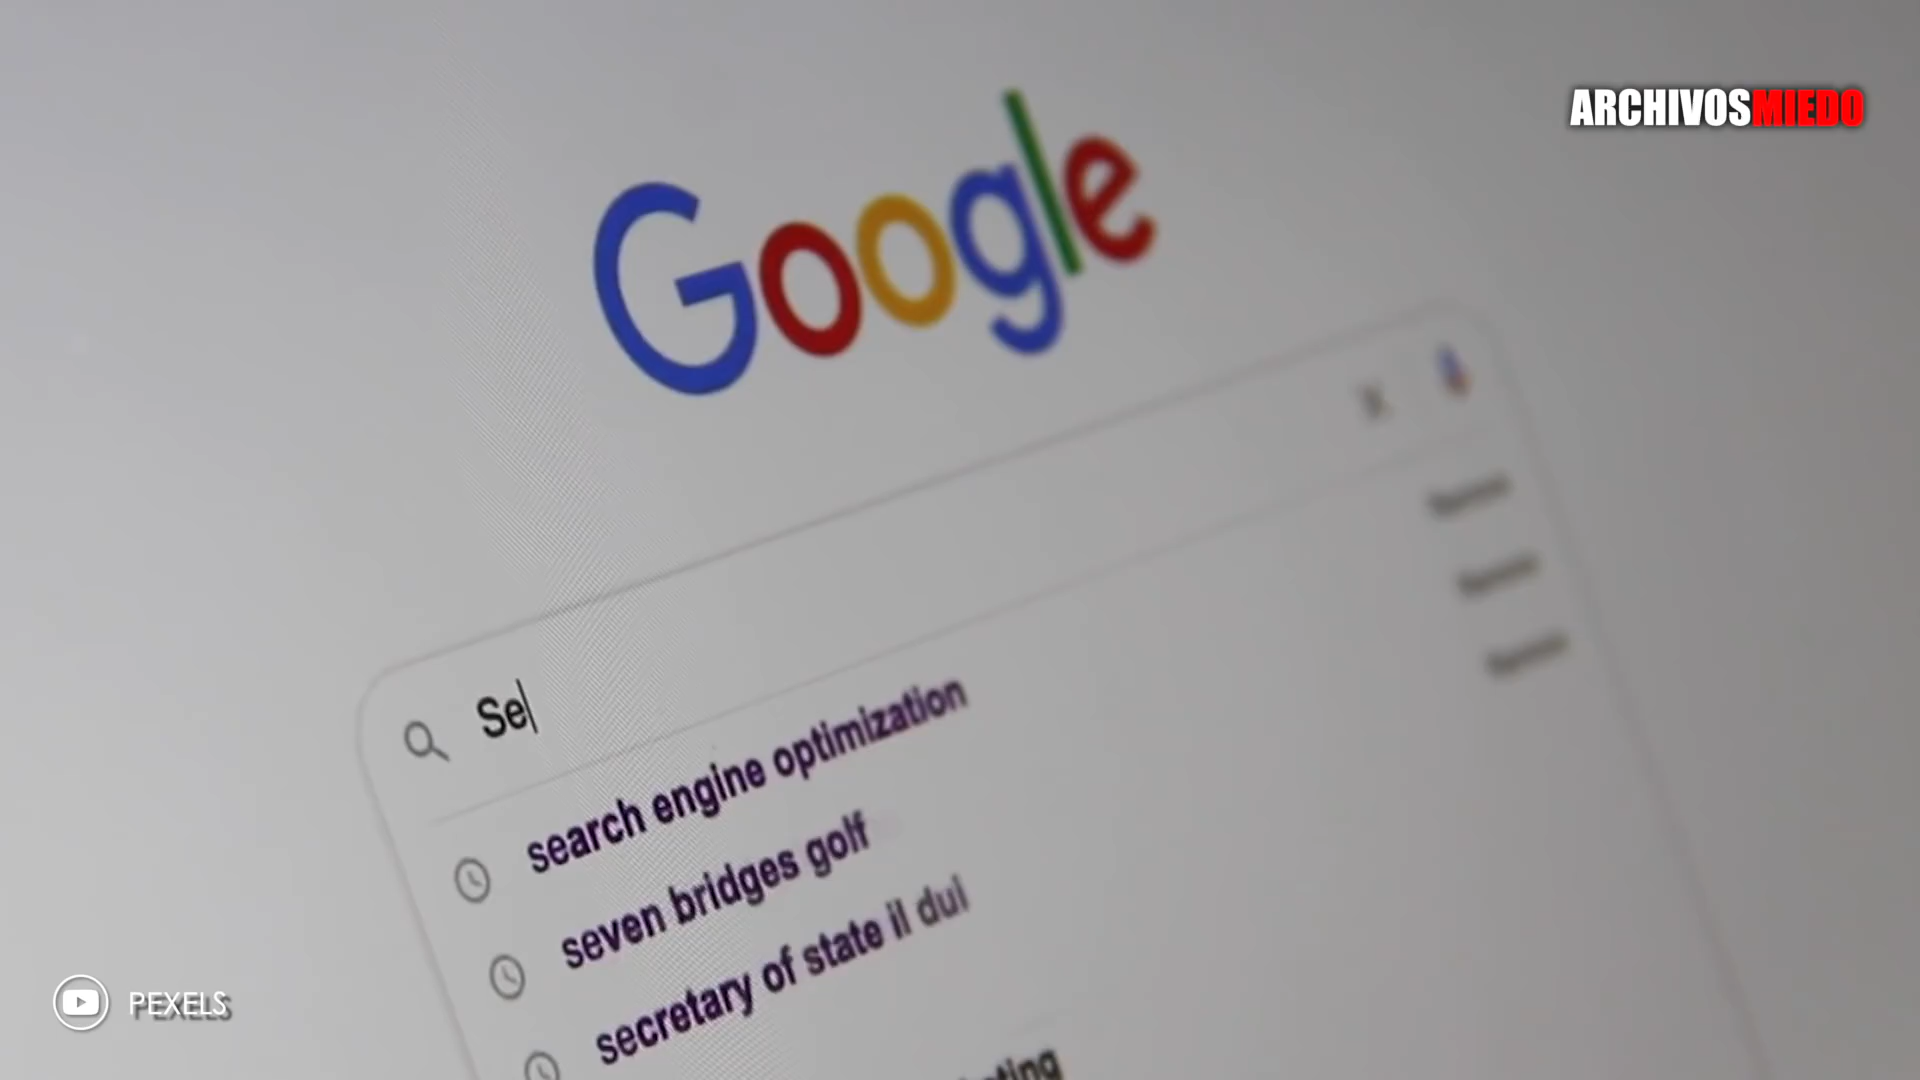 ARCHIVOSMIEDO
Google
Se
search engine optimization
seven bridges golf
secretary of state il dui
PEXELS